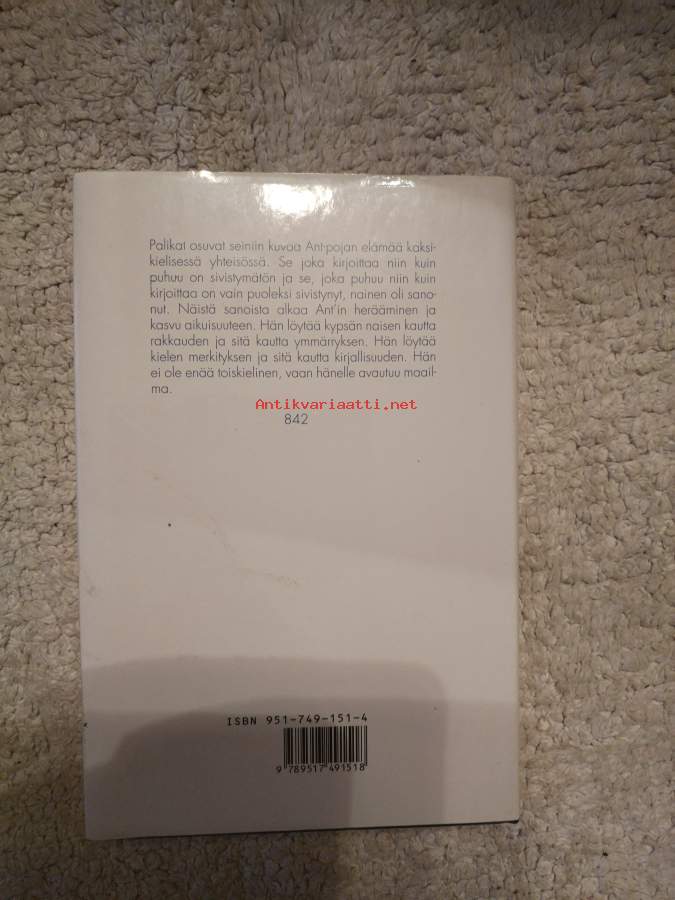 Palikat osuvat seiniin kuvaa Ant-pojan elämää kaksi-
kielisessä yhteisössä. Se joka kirjoittaa niin kuin
puhuu on sivistymätön ja se, joka puhuu niin kuin
kirjoittaa on vain puoleksi sivistynyt, nainen oli sano-
nut. Näistä sanoista alkaa Ant'in herääminen ja
kasvu aikuisuuteen. Hän löytää kypsän naisen kautta
rakkauden ja sitä kautta ymmärryksen. Hän löytää
kielen merkityksen ja sitä kautta kirjallisuuden. Hän
ei ole enää toiskielinen, vaan hänelle avautuu maail-
ma.
Antikvariaatti.net
842
ISBN 951-749-151-4
9 789517 491518